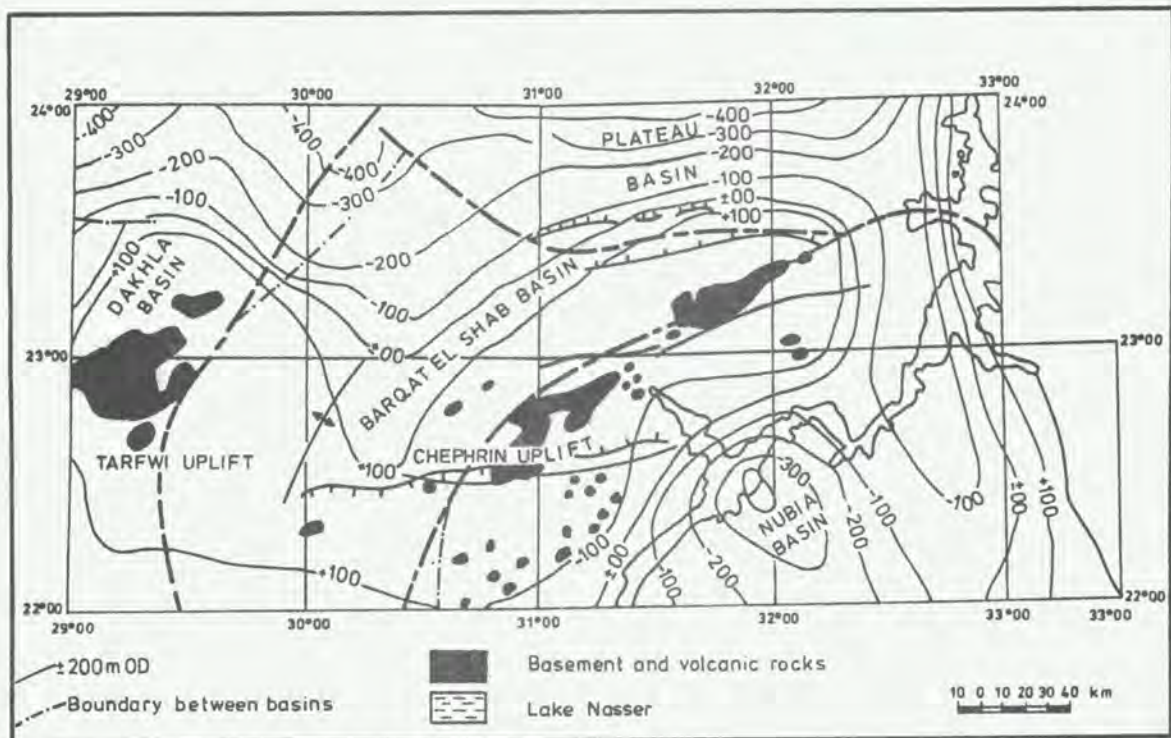 29°00 30°00 31°00 32°00 33°00
24°00 24°00
-400 -400 -400
-300 -400 PLATEAU -300
-200 -300 -200
-100 BASIN -100
±00
+100
+100
DAKHLA
BASIN
-200
-100
±00
BARQAT EL SHAB BASIN
23°00 23°00
TARFWI UPLIFT
CHEPHRIN UPLIFT
+100
-300
NUBIA
BASIN
-200
-100
-100
±00
+100
+100
-100
±00
-100
-200
22°00 22°00
29°00 30°00 31°00 32°00 33°00 33°00
±200m OD
Boundary between basins
Basement and volcanic rocks
Lake Nasser
10 0 10 20 30 40 km